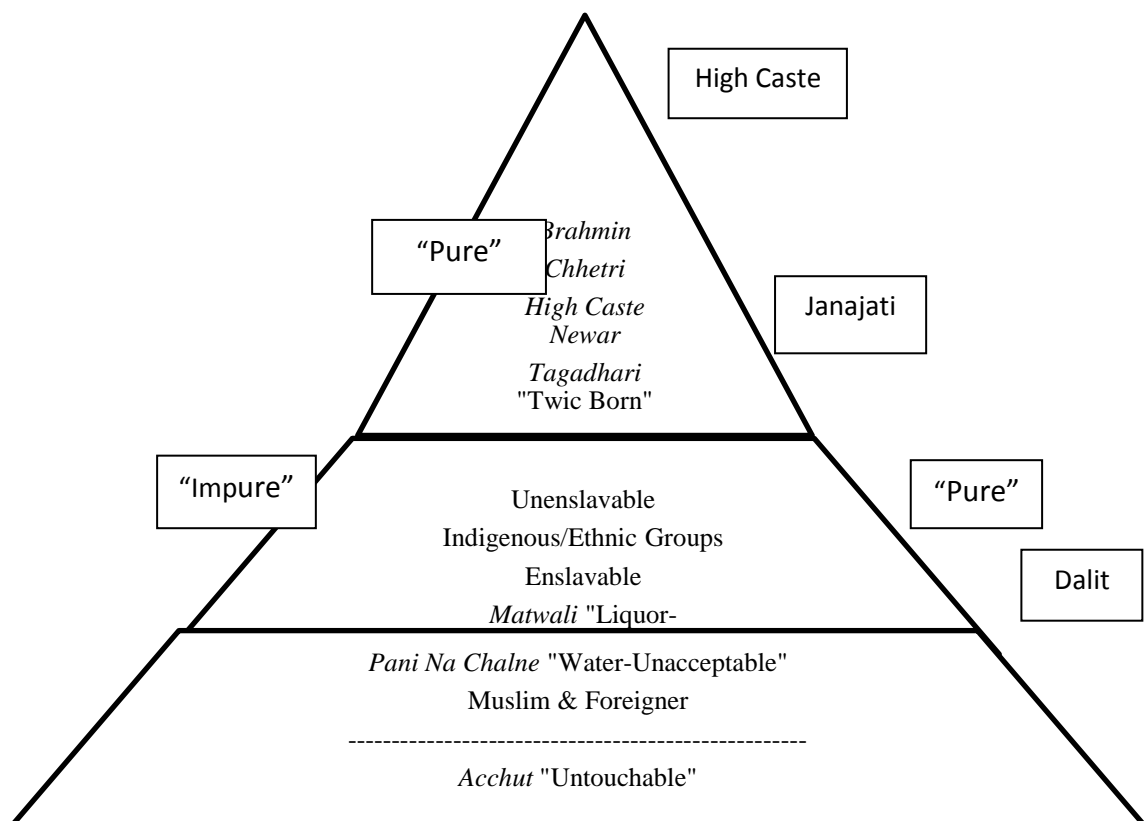 High Caste
“Pure”
Brahmin
Chhetri
High Caste
Newar
Janajati
Tagadhari
"Twic Born"
“Impure”
“Pure”
Unenslavable
Indigenous/Ethnic Groups
Enslavable
Matwali "Liquor-
Dalit
Pani Na Chalne "Water-Unacceptable"
Muslim & Foreigner
-----------------------------------------------------
Acchut "Untouchable"